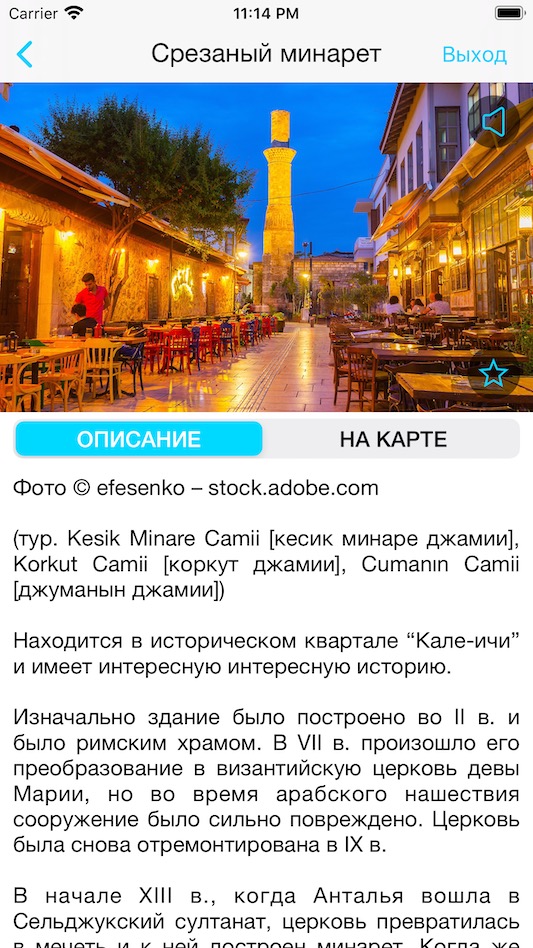 Carrier 11:14 PM
Срезаный минарет Выход
ОПИСАНИЕ НА КАРТЕ
Фото © efesenko – stock.adobe.com
(тур. Kesik Minare Camii [кесик минаре джамии],
Korkut Camii [коркут джамии], Cumanın Camii
[джуманын джамии])
Находится в историческом квартале “Кале-ичи”
и имеет интересную интересную историю.
Изначально здание было построено во II в. и
было римским храмом. В VII в. произошло его
преобразование в византийскую церковь девы
Марии, но во время арабского нашествия
сооружение было сильно повреждено. Церковь
была снова отремонтирована в IX в.
В начале XIII в., когда Анталья вошла в
Сельджукский султанат, церковь превратилась
в мечеть и к ней построен минарет. Когда же